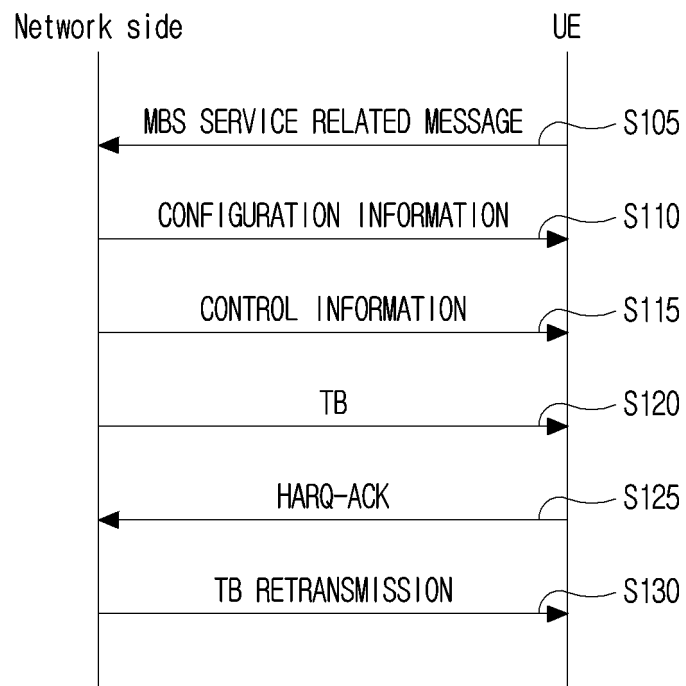 Network side UE
MBS SERVICE RELATED MESSAGE S105
CONFIGURATION INFORMATION S110
CONTROL INFORMATION S115
TB S120
HARQ-ACK S125
TB RETRANSMISSION S130